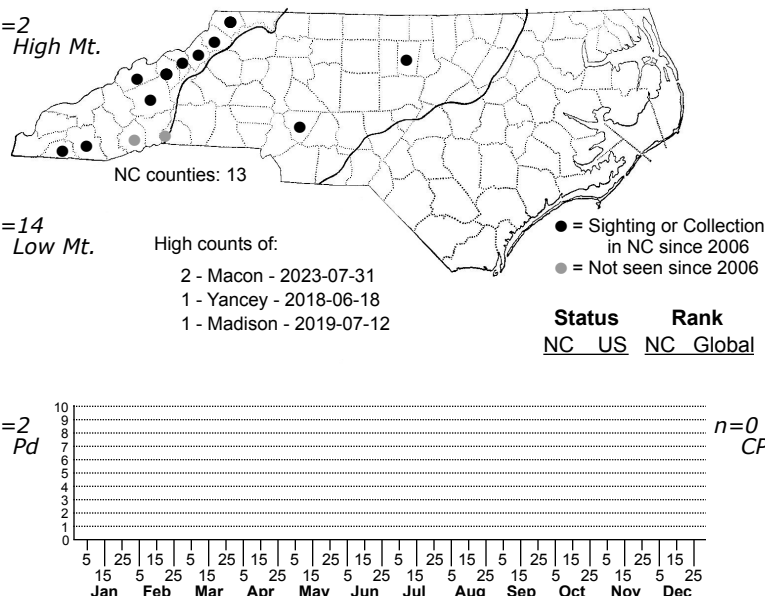 =2
High Mt.
NC counties: 13
=14
Low Mt.
High counts of:
2 - Macon - 2023-07-31
1 - Yancey - 2018-06-18
1 - Madison - 2019-07-12
= Sighting or Collection
in NC since 2006
= Not seen since 2006
Status Rank
NC US NC Global
=2
Pd
n=0
CP
10
9
8
7
6
5
4
3
2
1
0
5 25 15 5 25 15 5 25 15 5 25 15 5 25 15 5 25 15
15 5 25 15 5 25 15 5 25 15 5 25 15 5 25 15 5 25
Jan Feb Mar Apr May Jun Jul Aug Sep Oct Nov Dec